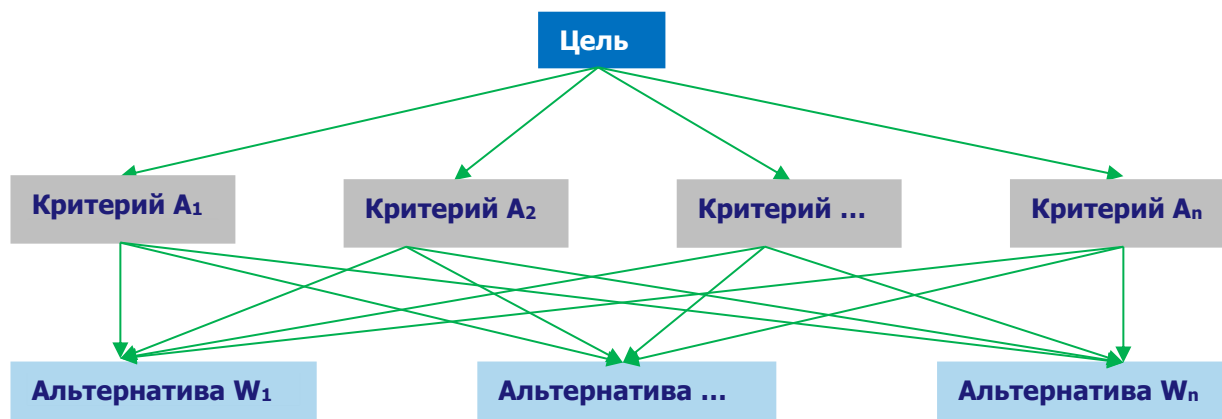 Цель
Критерий A₁
Критерий A₂
Критерий ...
Критерий Aₙ
Альтернатива W₁
Альтернатива ...
Альтернатива Wₙ